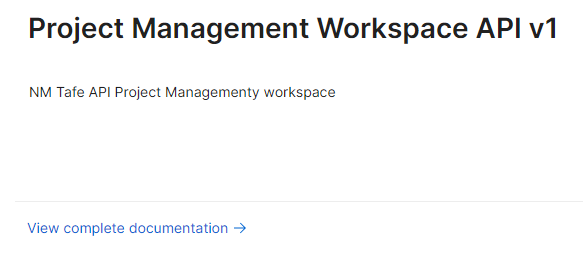 Project Management Workspace API v1
NM Tafe API Project Managementy workspace
View complete documentation →